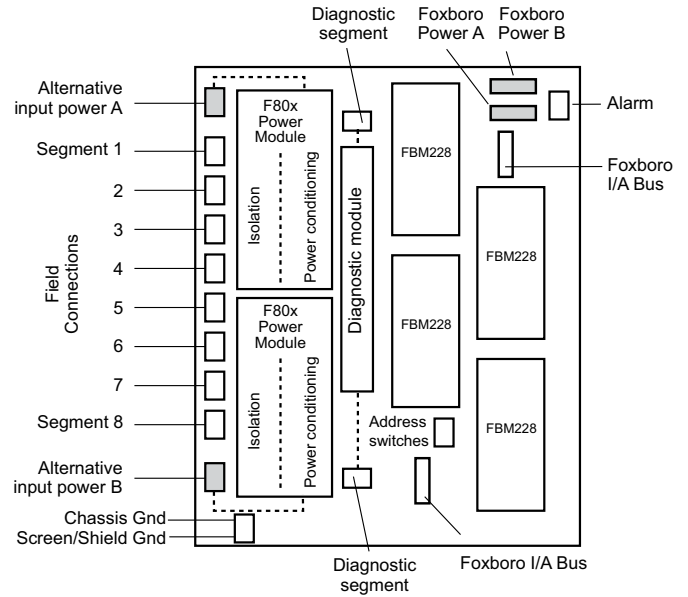 Diagnostic
segment
Foxboro
Power A
Foxboro
Power B
Alternative
input power A
Alarm
F80x
Power
Module
Isolation
Power conditioning
Segment 1
2
3
4
5
6
7
Segment 8
Field
Connections
FBM228
Foxboro
I/A Bus
Diagnostic module
FBM228
FBM228
F80x
Power
Module
Isolation
Power conditioning
FBM228
Address
switches
Alternative
input power B
Chassis Gnd
Screen/Shield Gnd
Diagnostic
segment
Foxboro I/A Bus